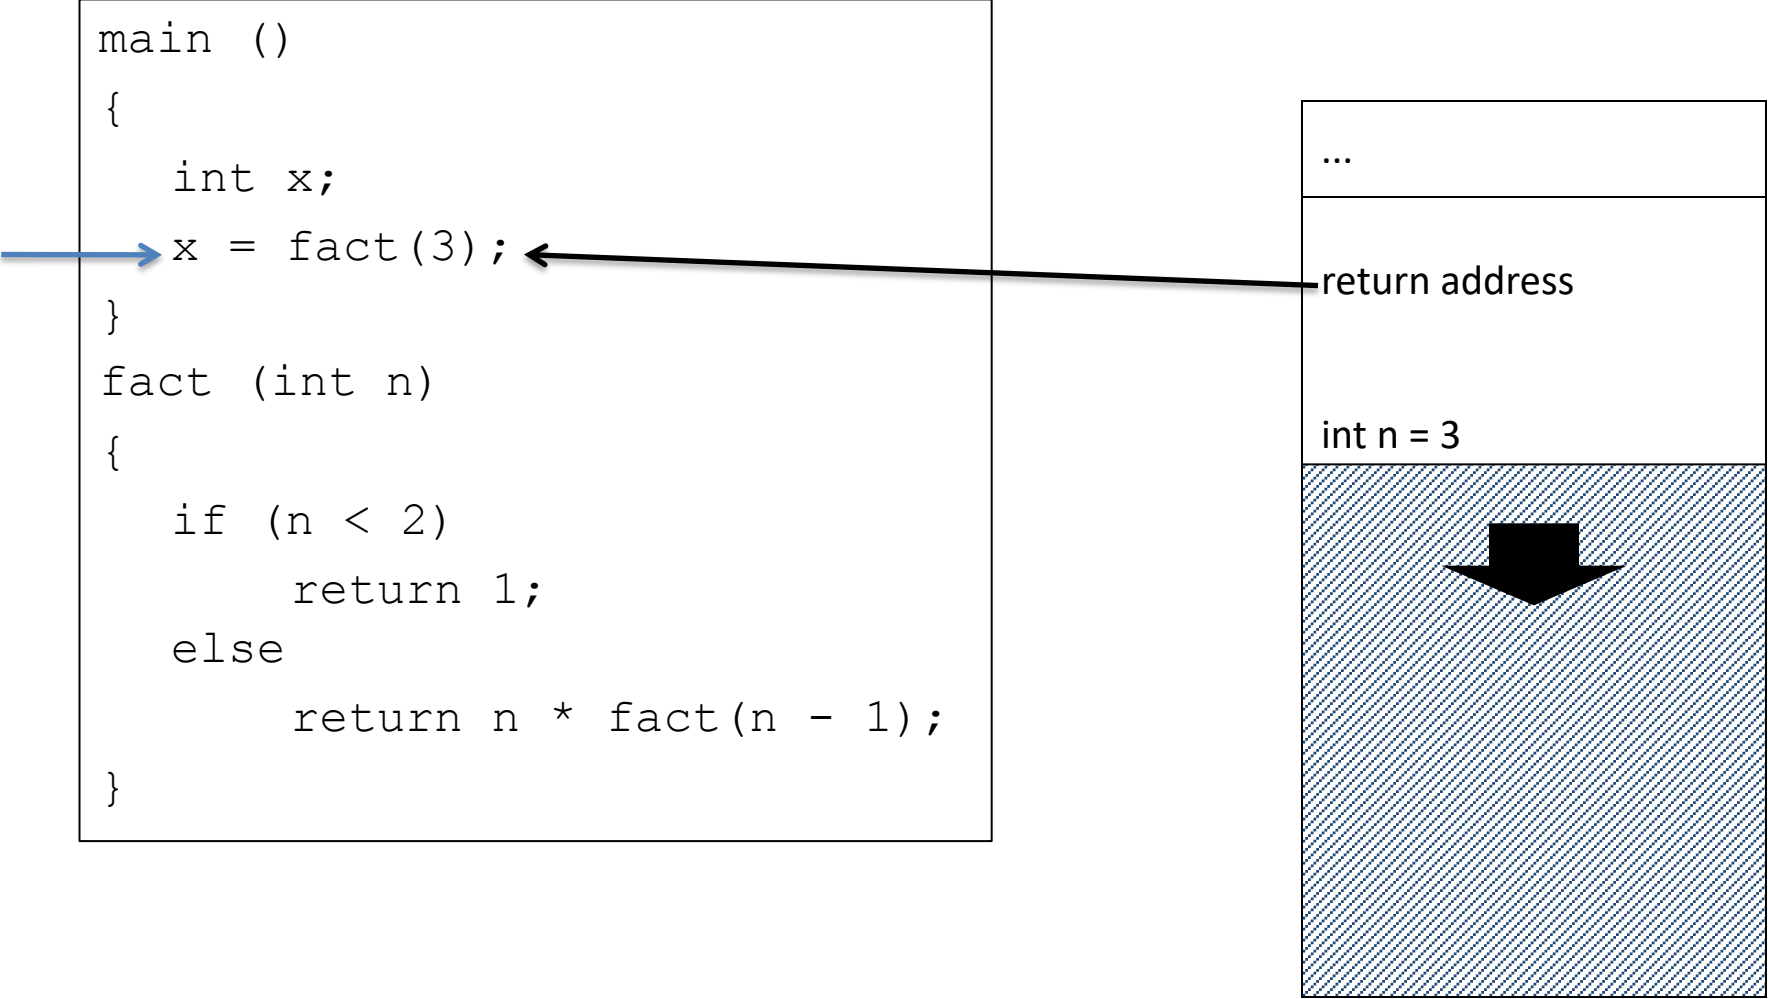 main ()
{
int x;
x = fact(3);
}
fact (int n)
{
if (n < 2)
return 1;
else
return n * fact(n - 1);
}
...
return address
int n = 3